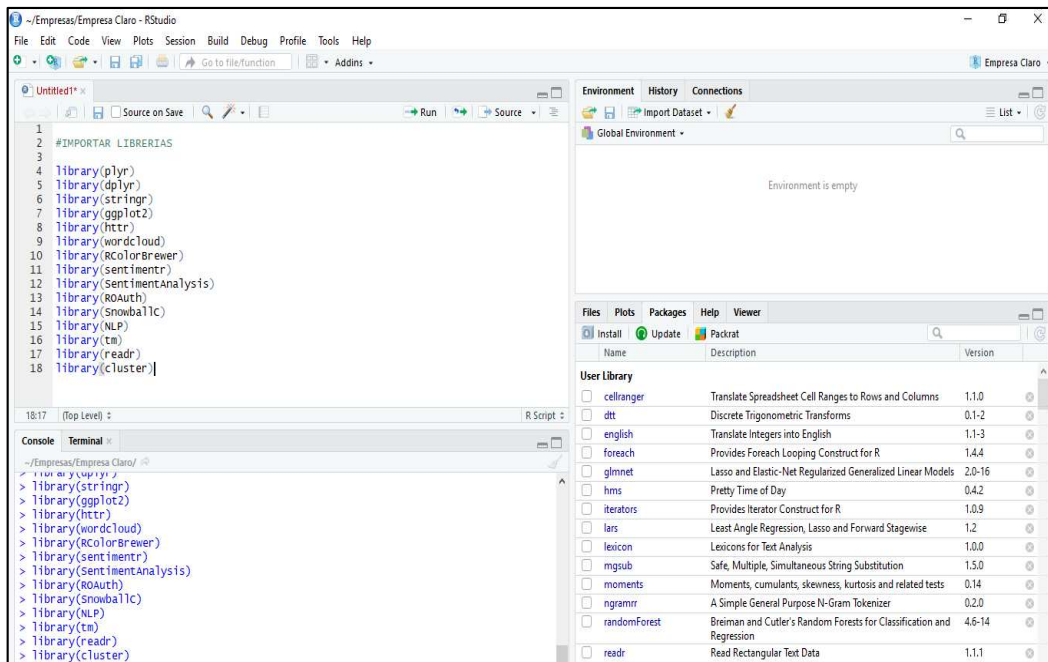 ~/Empresas/Empresa Claro - RStudio
File Edit Code View Plots Session Build Debug Profile Tools Help
Go to file/function Addins Empresa Claro
Untitled1*
Source on Save Run Source
1
2 #IMPORTAR LIBRERIAS
3
4 library(plyr)
5 library(dplyr)
6 library(stringr)
7 library(ggplot2)
8 library(httr)
9 library(wordcloud)
10 library(RColorBrewer)
11 library(sentimentr)
12 library(SentimentAnalysis)
13 library(ROAuth)
14 library(SnowballC)
15 library(NLP)
16 library(tm)
17 library(readr)
18 library(cluster)
18:17 (Top Level) R Script
Console Terminal
~/Empresas/Empresa Claro/
> library(dplyr)
> library(stringr)
> library(ggplot2)
> library(httr)
> library(wordcloud)
> library(RColorBrewer)
> library(sentimentr)
> library(SentimentAnalysis)
> library(ROAuth)
> library(SnowballC)
> library(NLP)
> library(tm)
> library(readr)
> library(cluster)
Environment History Connections
Import Dataset List
Global Environment
Environment is empty
Files Plots Packages Help Viewer
Install Update Packrat
Name Description Version
User Library
cellranger Translate Spreadsheet Cell Ranges to Rows and Columns 1.1.0
dtt Discrete Trigonometric Transforms 0.1-2
english Translate Integers into English 1.1-3
foreach Provides Foreach Looping Construct for R 1.4.4
glmnet Lasso and Elastic-Net Regularized Generalized Linear Models 2.0-16
hms Pretty Time of Day 0.4.2
iterators Provides Iterator Construct for R 1.0.9
lars Least Angle Regression, Lasso and Forward Stagewise 1.2
lexicon Lexicons for Text Analysis 1.0.0
mgsub Safe, Multiple, Simultaneous String Substitution 1.5.0
moments Moments, cumulants, skewness, kurtosis and related tests 0.14
ngramrr A Simple General Purpose N-Gram Tokenizer 0.2.0
randomForest Breiman and Cutler's Random Forests for Classification and 4.6-14
Regression
readr Read Rectangular Text Data 1.1.1